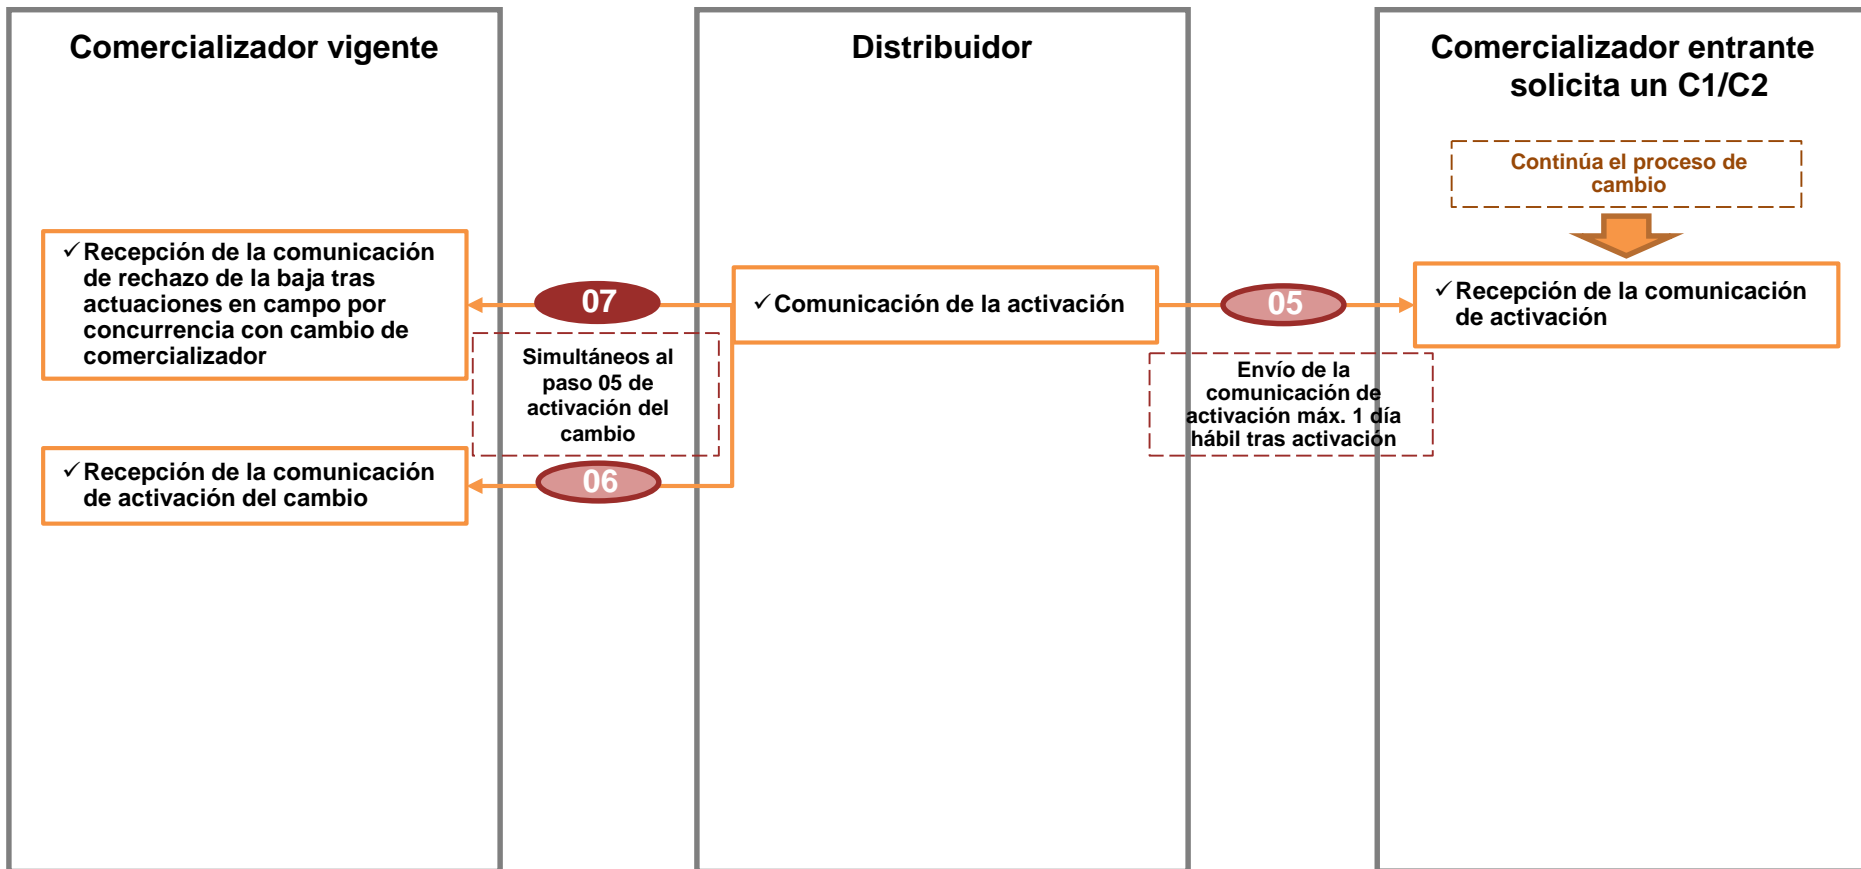 Comercializador vigente
Distribuidor
Comercializador entrante
solicita un C1/C2
Continúa el proceso de
cambio
✓ Recepción de la comunicación
de rechazo de la baja tras
actuaciones en campo por
concurrencia con cambio de
comercializador
07
✓ Comunicación de la activación
05
✓ Recepción de la comunicación
de activación
Simultáneos al
paso 05 de
activación del
cambio
Envío de la
comunicación de
activación máx. 1 día
hábil tras activación
✓ Recepción de la comunicación
de activación del cambio
06